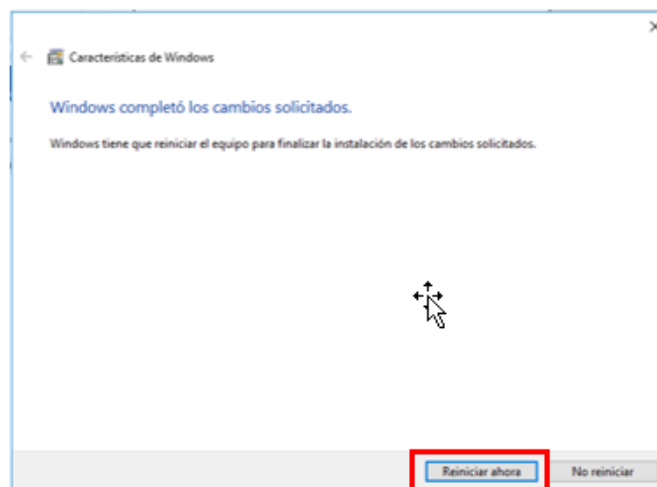 Características de Windows
Windows completó los cambios solicitados.
Windows tiene que reiniciar el equipo para finalizar la instalación de los cambios solicitados.
Reiniciar ahora
No reiniciar